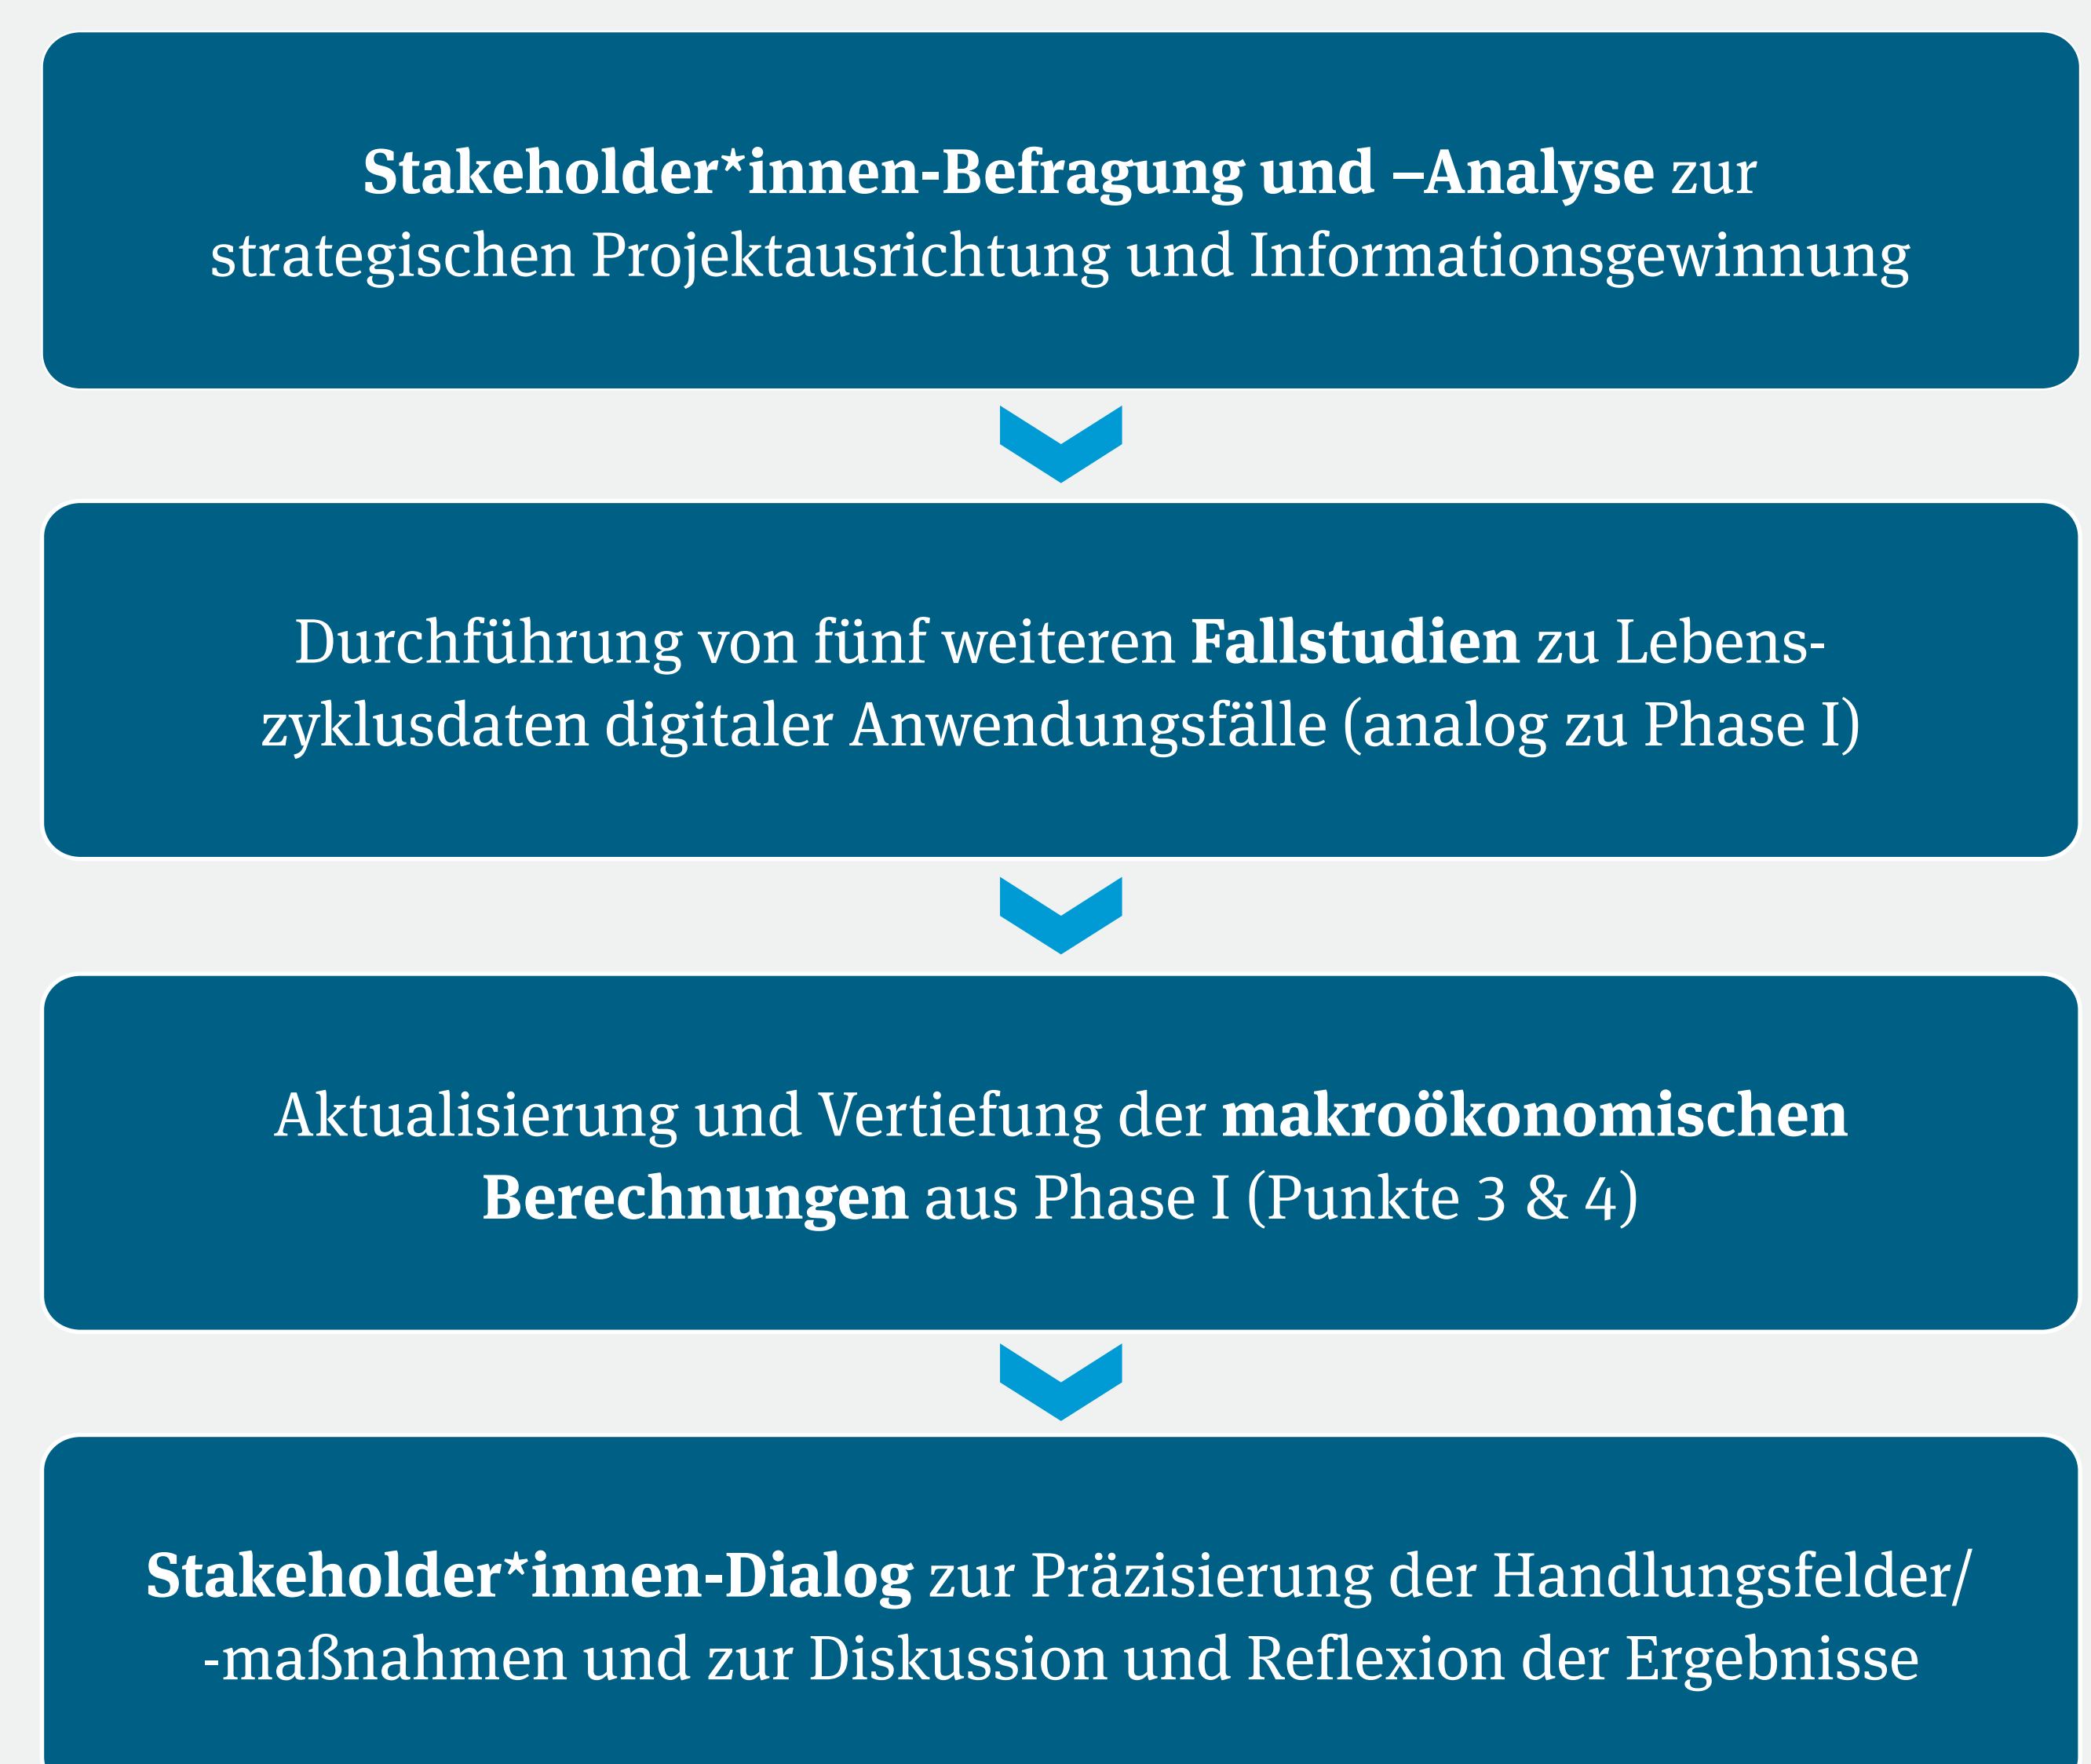 Stakeholder*innen-Befragung und –Analyse zur
strategischen Projektausrichtung und Informationsgewinnung
Durchführung von fünf weiteren Fallstudien zu Lebens-
zyklusdaten digitaler Anwendungsfälle (analog zu Phase I)
Aktualisierung und Vertiefung der makroökonomischen
Berechnungen aus Phase I (Punkte 3 & 4)
Stakeholder*innen-Dialog zur Präzisierung der Handlungsfelder/
-maßnahmen und zur Diskussion und Reflexion der Ergebnisse